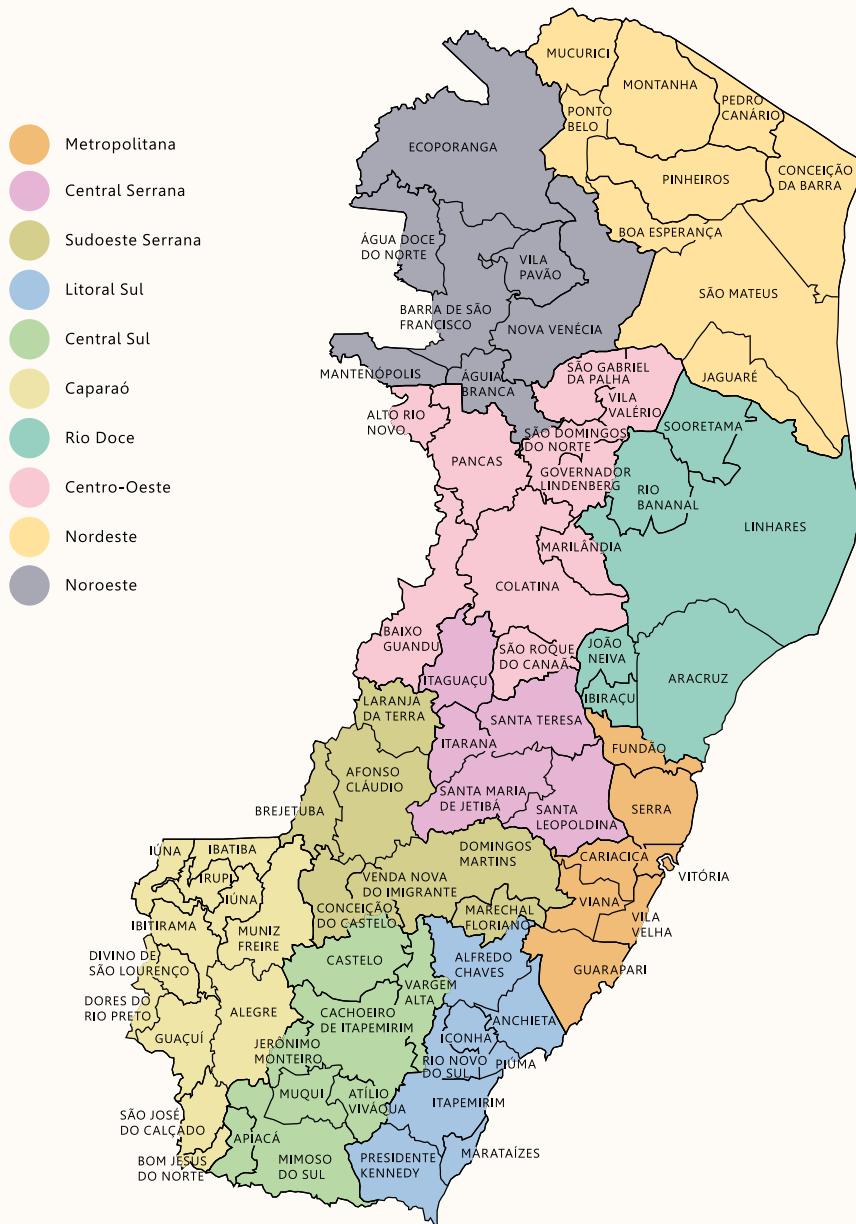 Metropolitana
Central Serrana
Sudoeste Serrana
Litoral Sul
Central Sul
Caparaó
Rio Doce
Centro-Oeste
Nordeste
Noroeste
MUCURICI
MONTANHA
PEDRO
CANÁRIO
PONTO
BELO
ECOPORANGA
PINHEIROS
CONCEIÇÃO
DA BARRA
BOA ESPERANÇA
ÁGUA DOCE
DO NORTE
VILA
PAVÃO
SÃO MATEUS
BARRA DE SÃO
FRANCISCO
NOVA VENÉCIA
MANTENÓPOLIS
ÁGUIA
BRANCA
SÃO GABRIEL
DA PALHA
JAGUARÉ
VILA
VALÉRIO
ALTO RIO
NOVO
SOORETAMA
SÃO DOMINGOS
DO NORTE
PANCAS
GOVERNADOR
LINDENBERG
RIO
BANANAL
LINHARES
MARILÂNDIA
COLATINA
BAIXO
GUANDU
SÃO ROQUE
DO CANAÃ
JOÃO
NEIVA
ITAGUAÇU
ARACRUZ
IBIRAÇU
LARANJA
DA TERRA
SANTA TERESA
ITARANA
FUNDÃO
AFONSO
CLÁUDIO
SANTA MARIA
DE JETIBÁ
BREJETUBA
SANTA
LEOPOLDINA
SERRA
IÚNA
IBATIBA
DOMINGOS
MARTINS
CARIACICA
VITÓRIA
IRUPI
VENDA NOVA
DO IMIGRANTE
IÚNA
VIANA
CONCEIÇÃO
DO CASTELO
MARECHAL
FLORIANO
VILA
VELHA
IBITIRAMA
MUNIZ
FREIRE
DIVINO DE
SÃO LOURENÇO
CASTELO
ALFREDO
CHAVES
GUARAPARI
VARGEM
ALTA
DORES DO
RIO PRETO
ALEGRE
CACHOEIRO
DE ITAPEMIRIM
ANCHIETA
GUAÇUÍ
JERÔNIMO
MONTEIRO
ICONHA
RIO NOVO
DO SUL
PIÚMA
MUQUI
ATÍLIO
VIVÁQUA
ITAPEMIRIM
SÃO JOSÉ
DO CALÇADO
APIACÁ
BOM JESUS
DO NORTE
MIMOSO
DO SUL
PRESIDENTE
KENNEDY
MARATAÍZES